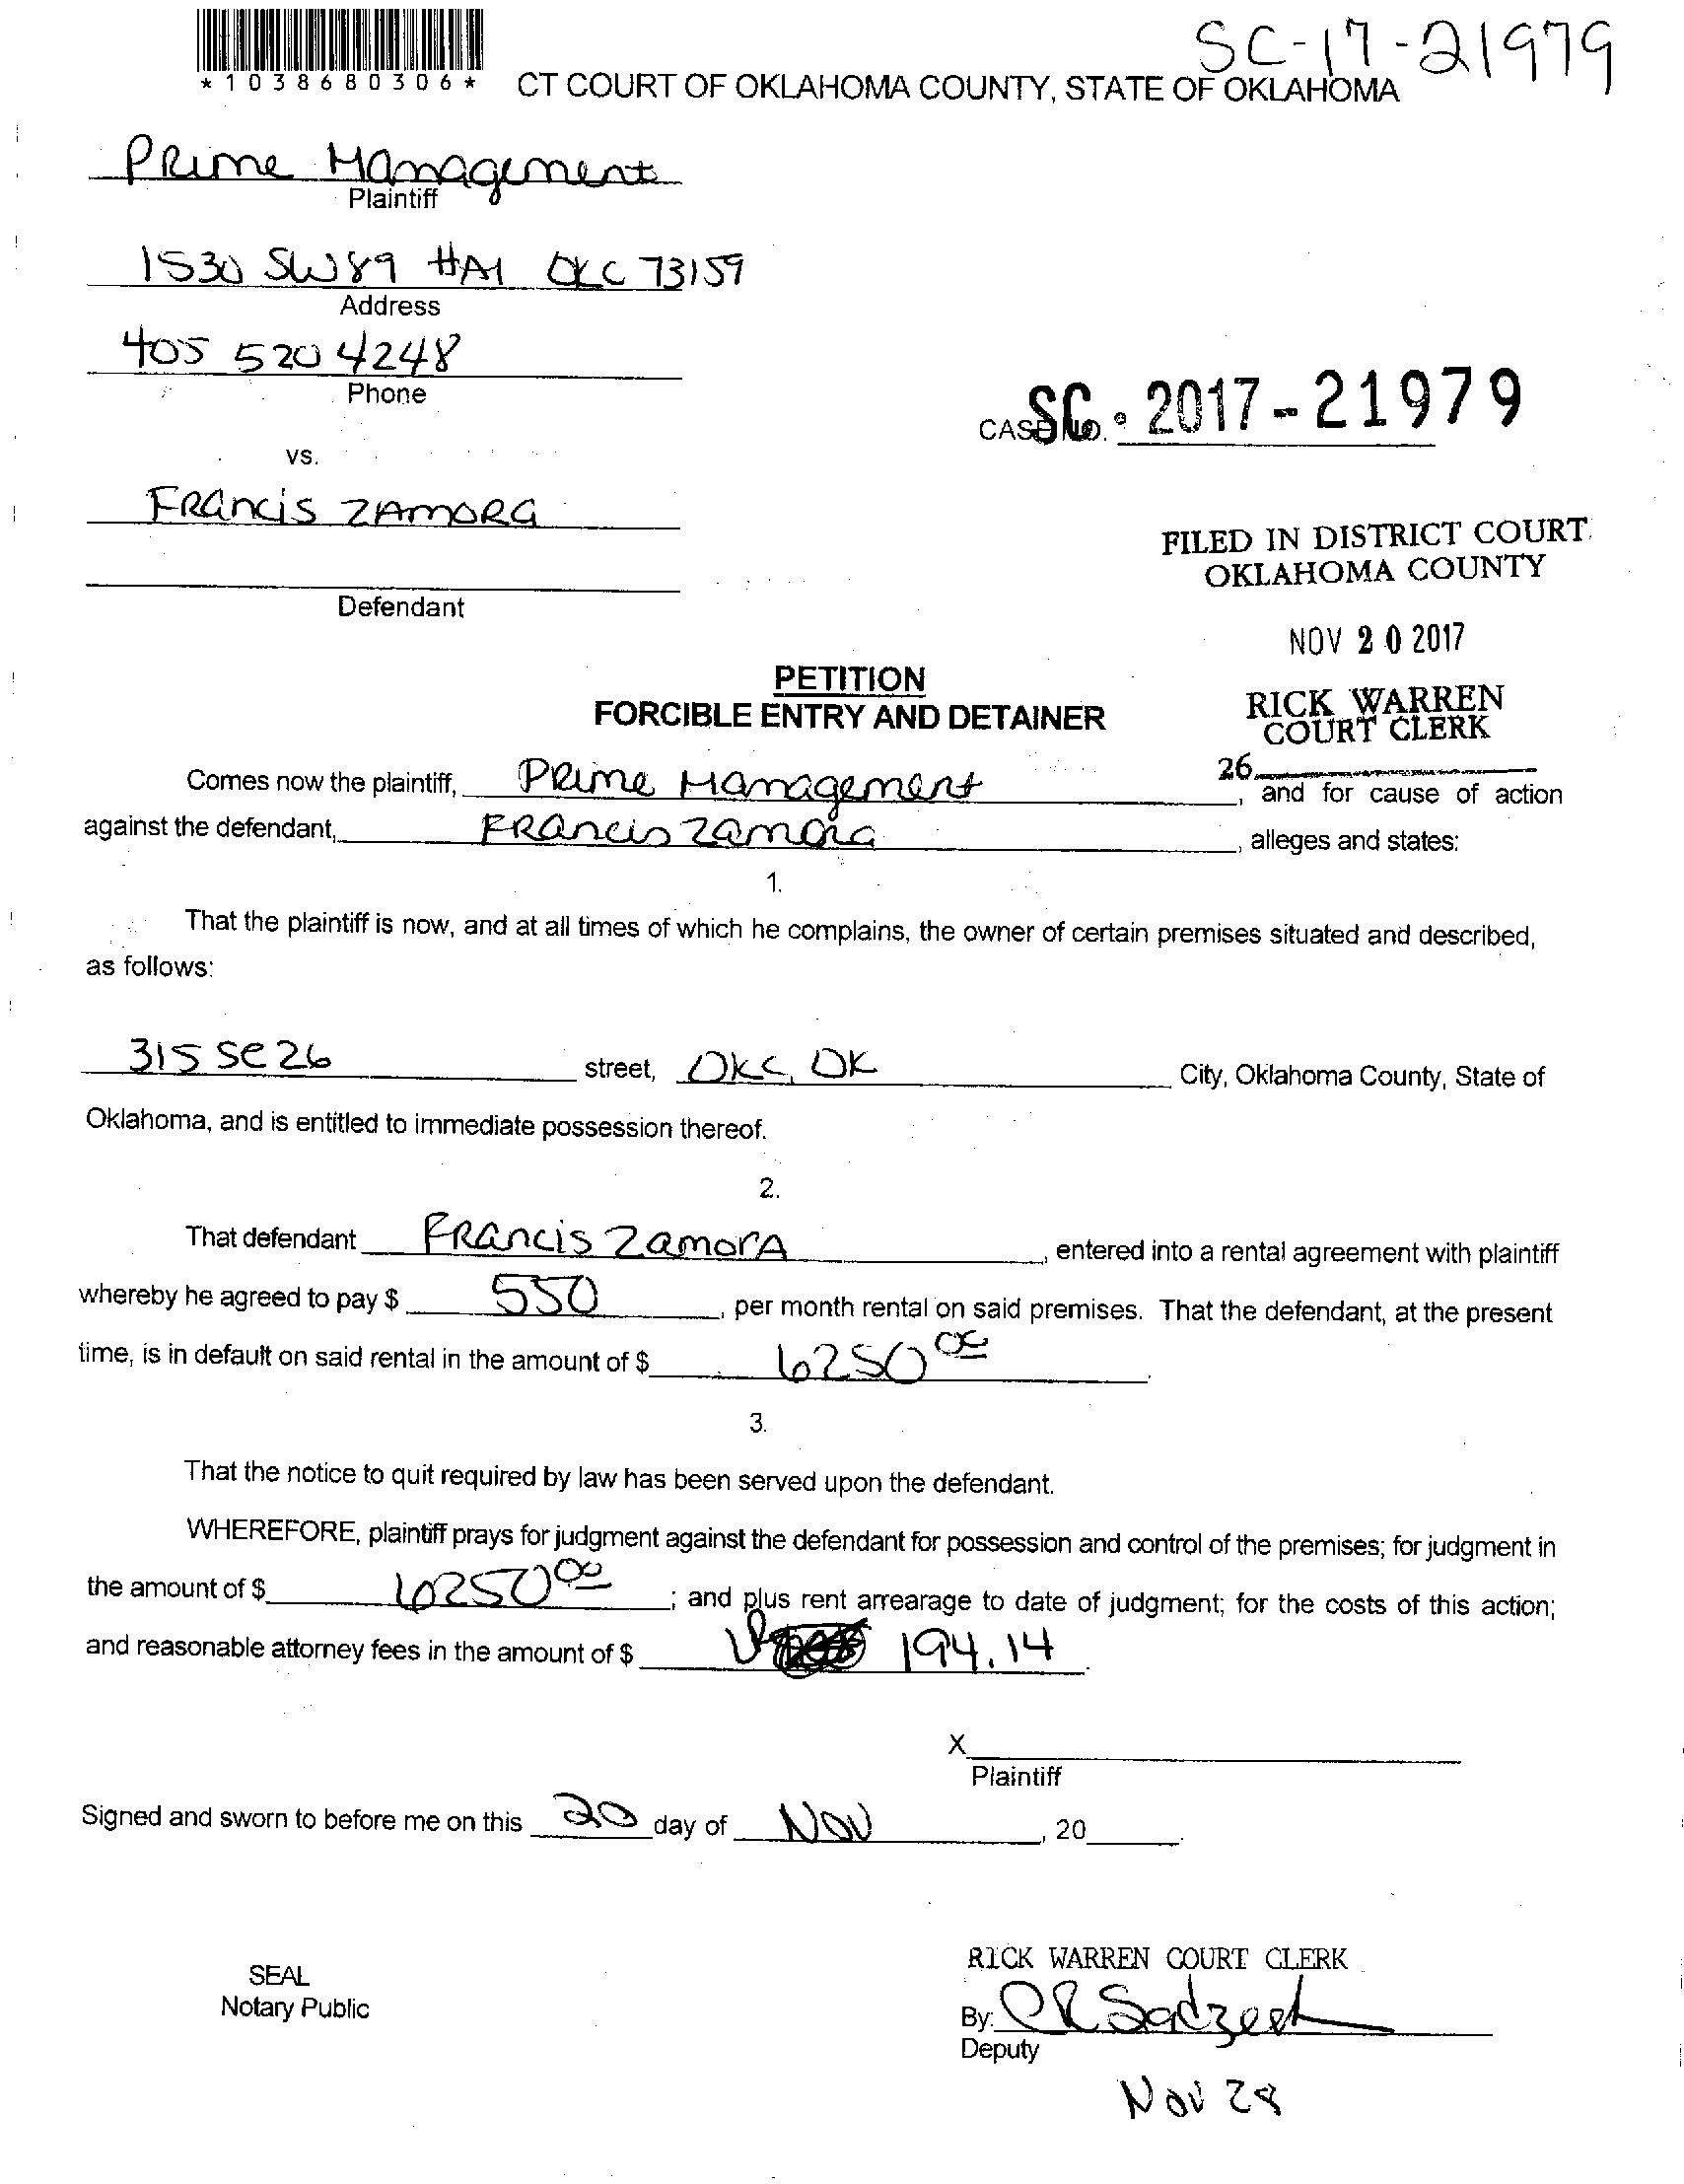 SC-17-21979
*1038680306*
CT COURT OF OKLAHOMA COUNTY, STATE OF OKLAHOMA
Prime Management
Plaintiff
1530 SW 89 #A1 OKC 73159
Address
405 520 4248
Phone
CASE NO. SC · 2017-21979
vs.
Francis Zamora
FILED IN DISTRICT COURT
OKLAHOMA COUNTY
Defendant
NOV 20 2017
PETITION
FORCIBLE ENTRY AND DETAINER
RICK WARREN
COURT CLERK
26
Comes now the plaintiff, Prime Management, and for cause of action
against the defendant, Francis Zamora, alleges and states:
1.
That the plaintiff is now, and at all times of which he complains, the owner of certain premises situated and described,
as follows:
315 SE 26 street, OKC, OK City, Oklahoma County, State of
Oklahoma, and is entitled to immediate possession thereof.
2.
That defendant Francis Zamora, entered into a rental agreement with plaintiff
whereby he agreed to pay $ 550, per month rental on said premises. That the defendant, at the present
time, is in default on said rental in the amount of $ 6250 00.
3.
That the notice to quit required by law has been served upon the defendant.
WHEREFORE, plaintiff prays for judgment against the defendant for possession and control of the premises; for judgment in
the amount of $ 6250 00; and plus rent arrearage to date of judgment; for the costs of this action;
and reasonable attorney fees in the amount of $ 194.14.
X
Plaintiff
Signed and sworn to before me on this 20 day of Nov, 20.
RICK WARREN COURT CLERK
SEAL
Notary Public
By:
Deputy
Nov 28